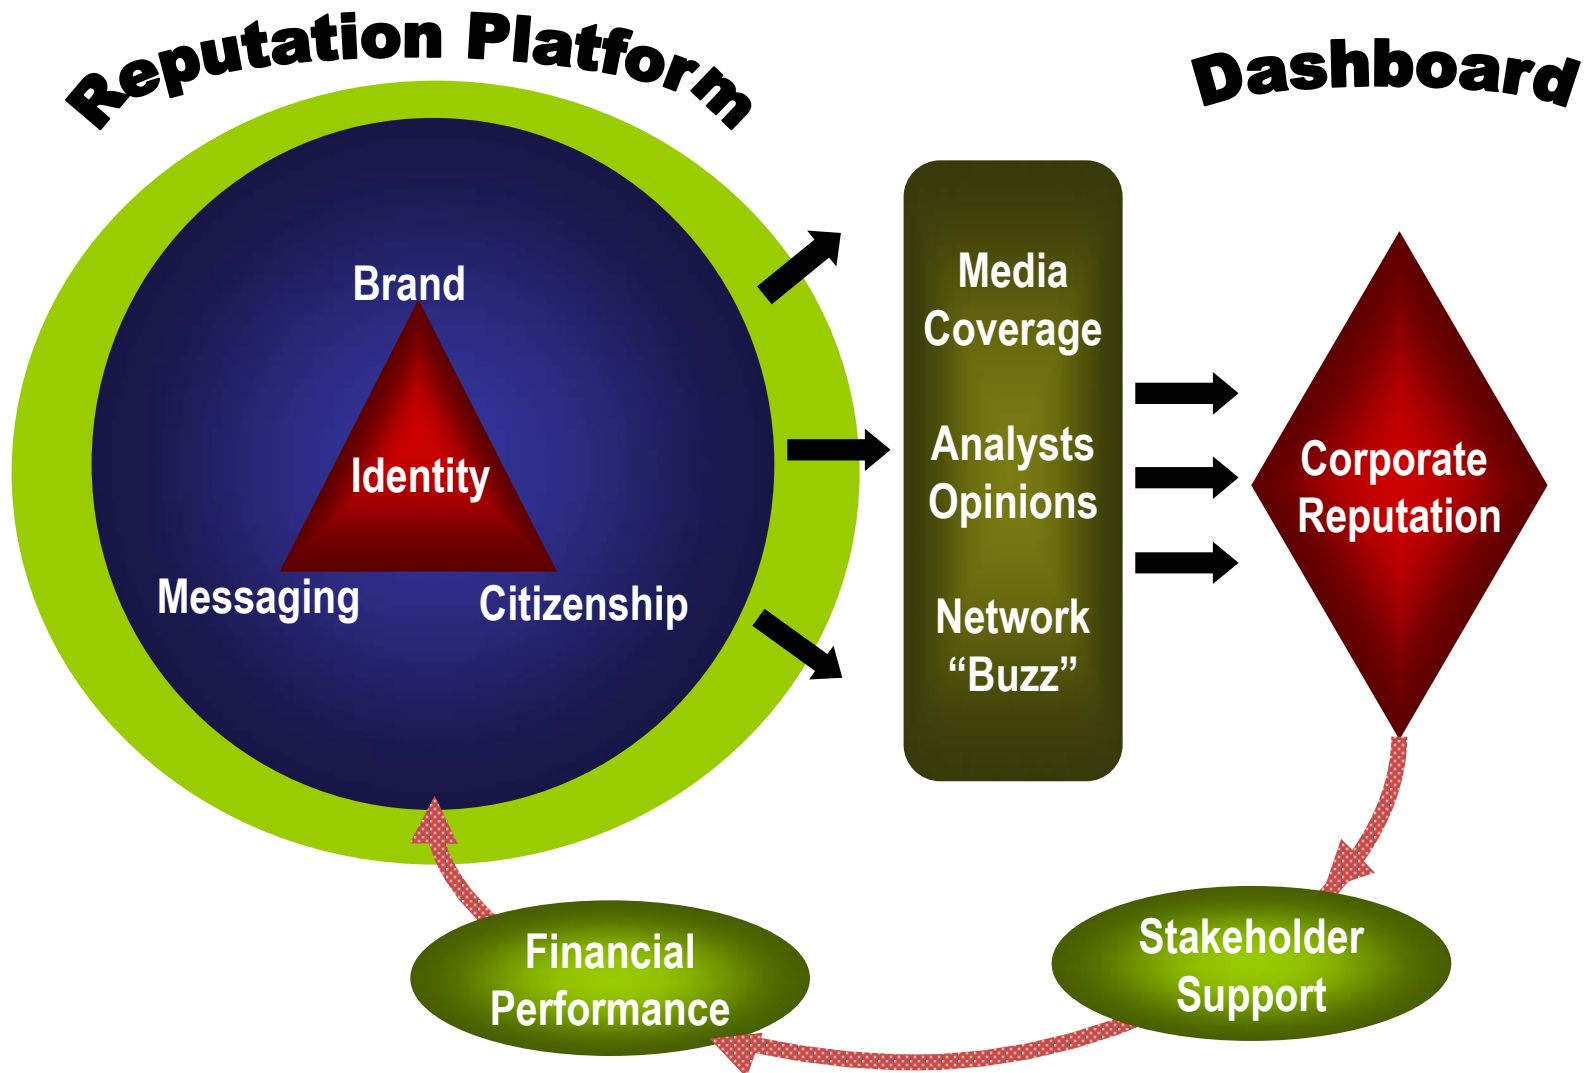 Reputation Platform
Dashboard
Brand
Identity
Messaging
Citizenship
Media
Coverage
Analysts
Opinions
Network
“Buzz”
Corporate
Reputation
Stakeholder
Support
Financial
Performance